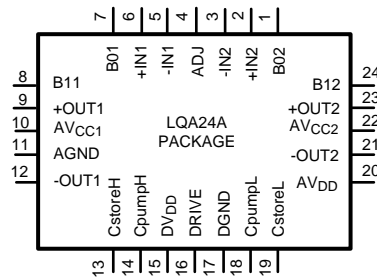 7 6 5 4 3 2 1
B01 +IN1 -IN1 ADJ -IN2 +IN2 B02
8 B11 B12 24
9 +OUT1 +OUT2 23
10 AVCC1 AVCC2 22
11 AGND -OUT2 21
12 -OUT1 AVDD 20
LQA24A
PACKAGE
CstoreH CpumpH DVDD DRIVE DGND CpumpL CstoreL
13 14 15 16 17 18 19